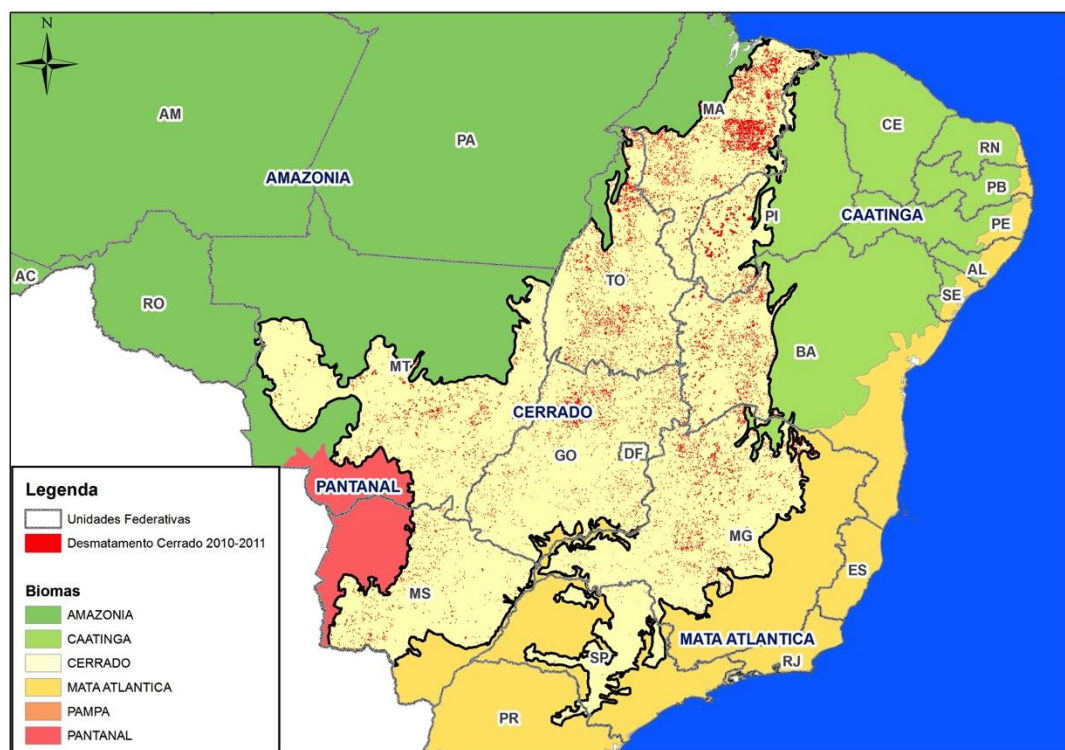 N
AM
PA
MA
CE
RN
AMAZONIA
PB
PI
CAATINGA
PE
AC
RO
TO
AL
SE
MT
BA
CERRADO
GO
DF
PANTANAL
MG
ES
MS
MATA ATLANTICA
SP
RJ
PR
Legenda
Unidades Federativas
Desmatamento Cerrado 2010-2011
Biomas
AMAZONIA
CAATINGA
CERRADO
MATA ATLANTICA
PAMPA
PANTANAL